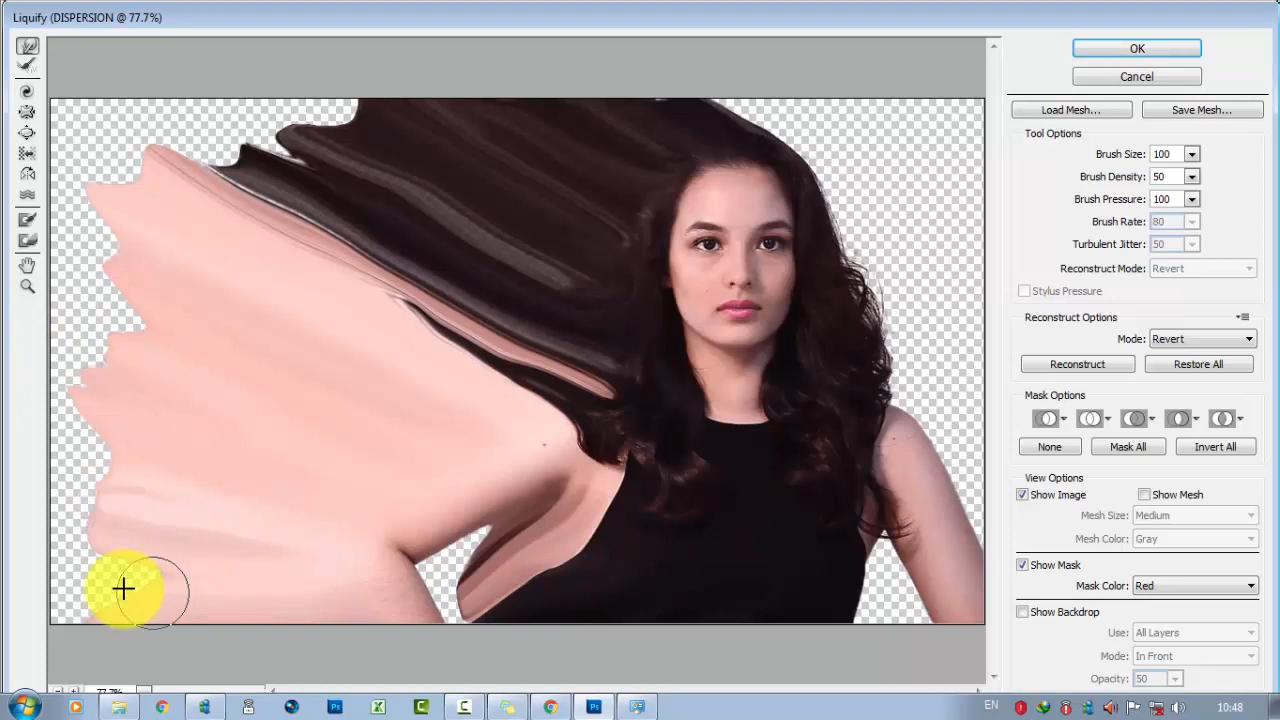 Liquify (DISPERSION @ 77.7%)
OK
Cancel
Load Mesh... Save Mesh...
Tool Options
Brush Size: 100
Brush Density: 50
Brush Pressure: 100
Brush Rate: 80
Turbulent Jitter: 50
Reconstruct Mode: Revert
Stylus Pressure
Reconstruct Options
Mode: Revert
Reconstruct Restore All
Mask Options
None Mask All Invert All
View Options
Show Image Show Mesh
Mesh Size: Medium
Mesh Color: Gray
Show Mask
Mask Color: Red
Show Backdrop
Use: All Layers
Mode: In Front
Opacity: 50
77.7%
Ps Ps
EN 10:48